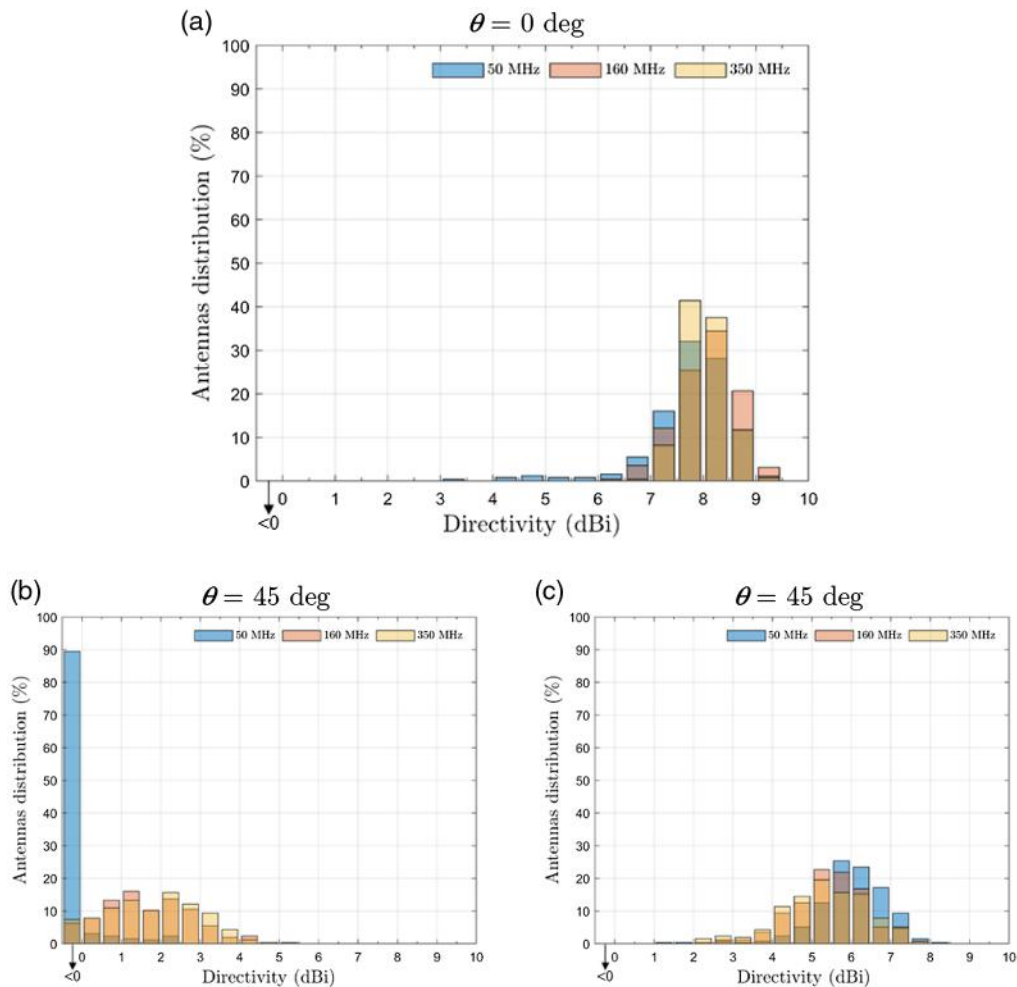 (a)
θ = 0 deg
50 MHz 160 MHz 350 MHz
Antennas distribution (%)
100
90
80
70
60
50
40
30
20
10
0
0 1 2 3 4 5 6 7 8 9 10
<0
Directivity (dBi)
(b)
θ = 45 deg
50 MHz 160 MHz 350 MHz
Antennas distribution (%)
100
90
80
70
60
50
40
30
20
10
0
0 1 2 3 4 5 6 7 8 9 10
<0
Directivity (dBi)
(c)
θ = 45 deg
50 MHz 160 MHz 350 MHz
Antennas distribution (%)
100
90
80
70
60
50
40
30
20
10
0
0 1 2 3 4 5 6 7 8 9 10
<0
Directivity (dBi)